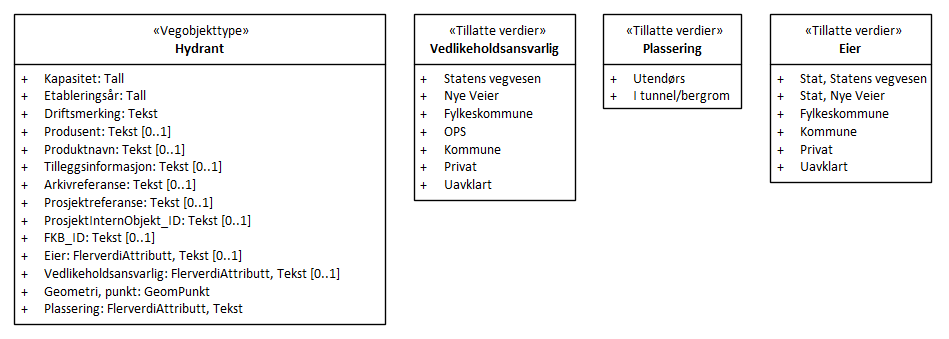 «Vegobjekttype»
Hydrant
+ Kapasitet: Tall
+ Etableringsår: Tall
+ Driftsmerking: Tekst
+ Produsent: Tekst [0..1]
+ Produktnavn: Tekst [0..1]
+ Tilleggsinformasjon: Tekst [0..1]
+ Arkivreferanse: Tekst [0..1]
+ Prosjektreferanse: Tekst [0..1]
+ ProsjektInternObjekt_ID: Tekst [0..1]
+ FKB_ID: Tekst [0..1]
+ Eier: FlerverdiAttributt, Tekst [0..1]
+ Vedlikeholdsansvarlig: FlerverdiAttributt, Tekst [0..1]
+ Geometri, punkt: GeomPunkt
+ Plassering: FlerverdiAttributt, Tekst
«Tillatte verdier»
Vedlikeholdsansvarlig
+ Statens vegvesen
+ Nye Veier
+ Fylkeskommune
+ OPS
+ Kommune
+ Privat
+ Uavklart
«Tillatte verdier»
Plassering
+ Utendørs
+ I tunnel/bergrom
«Tillatte verdier»
Eier
+ Stat, Statens vegvesen
+ Stat, Nye Veier
+ Fylkeskommune
+ Kommune
+ Privat
+ Uavklart